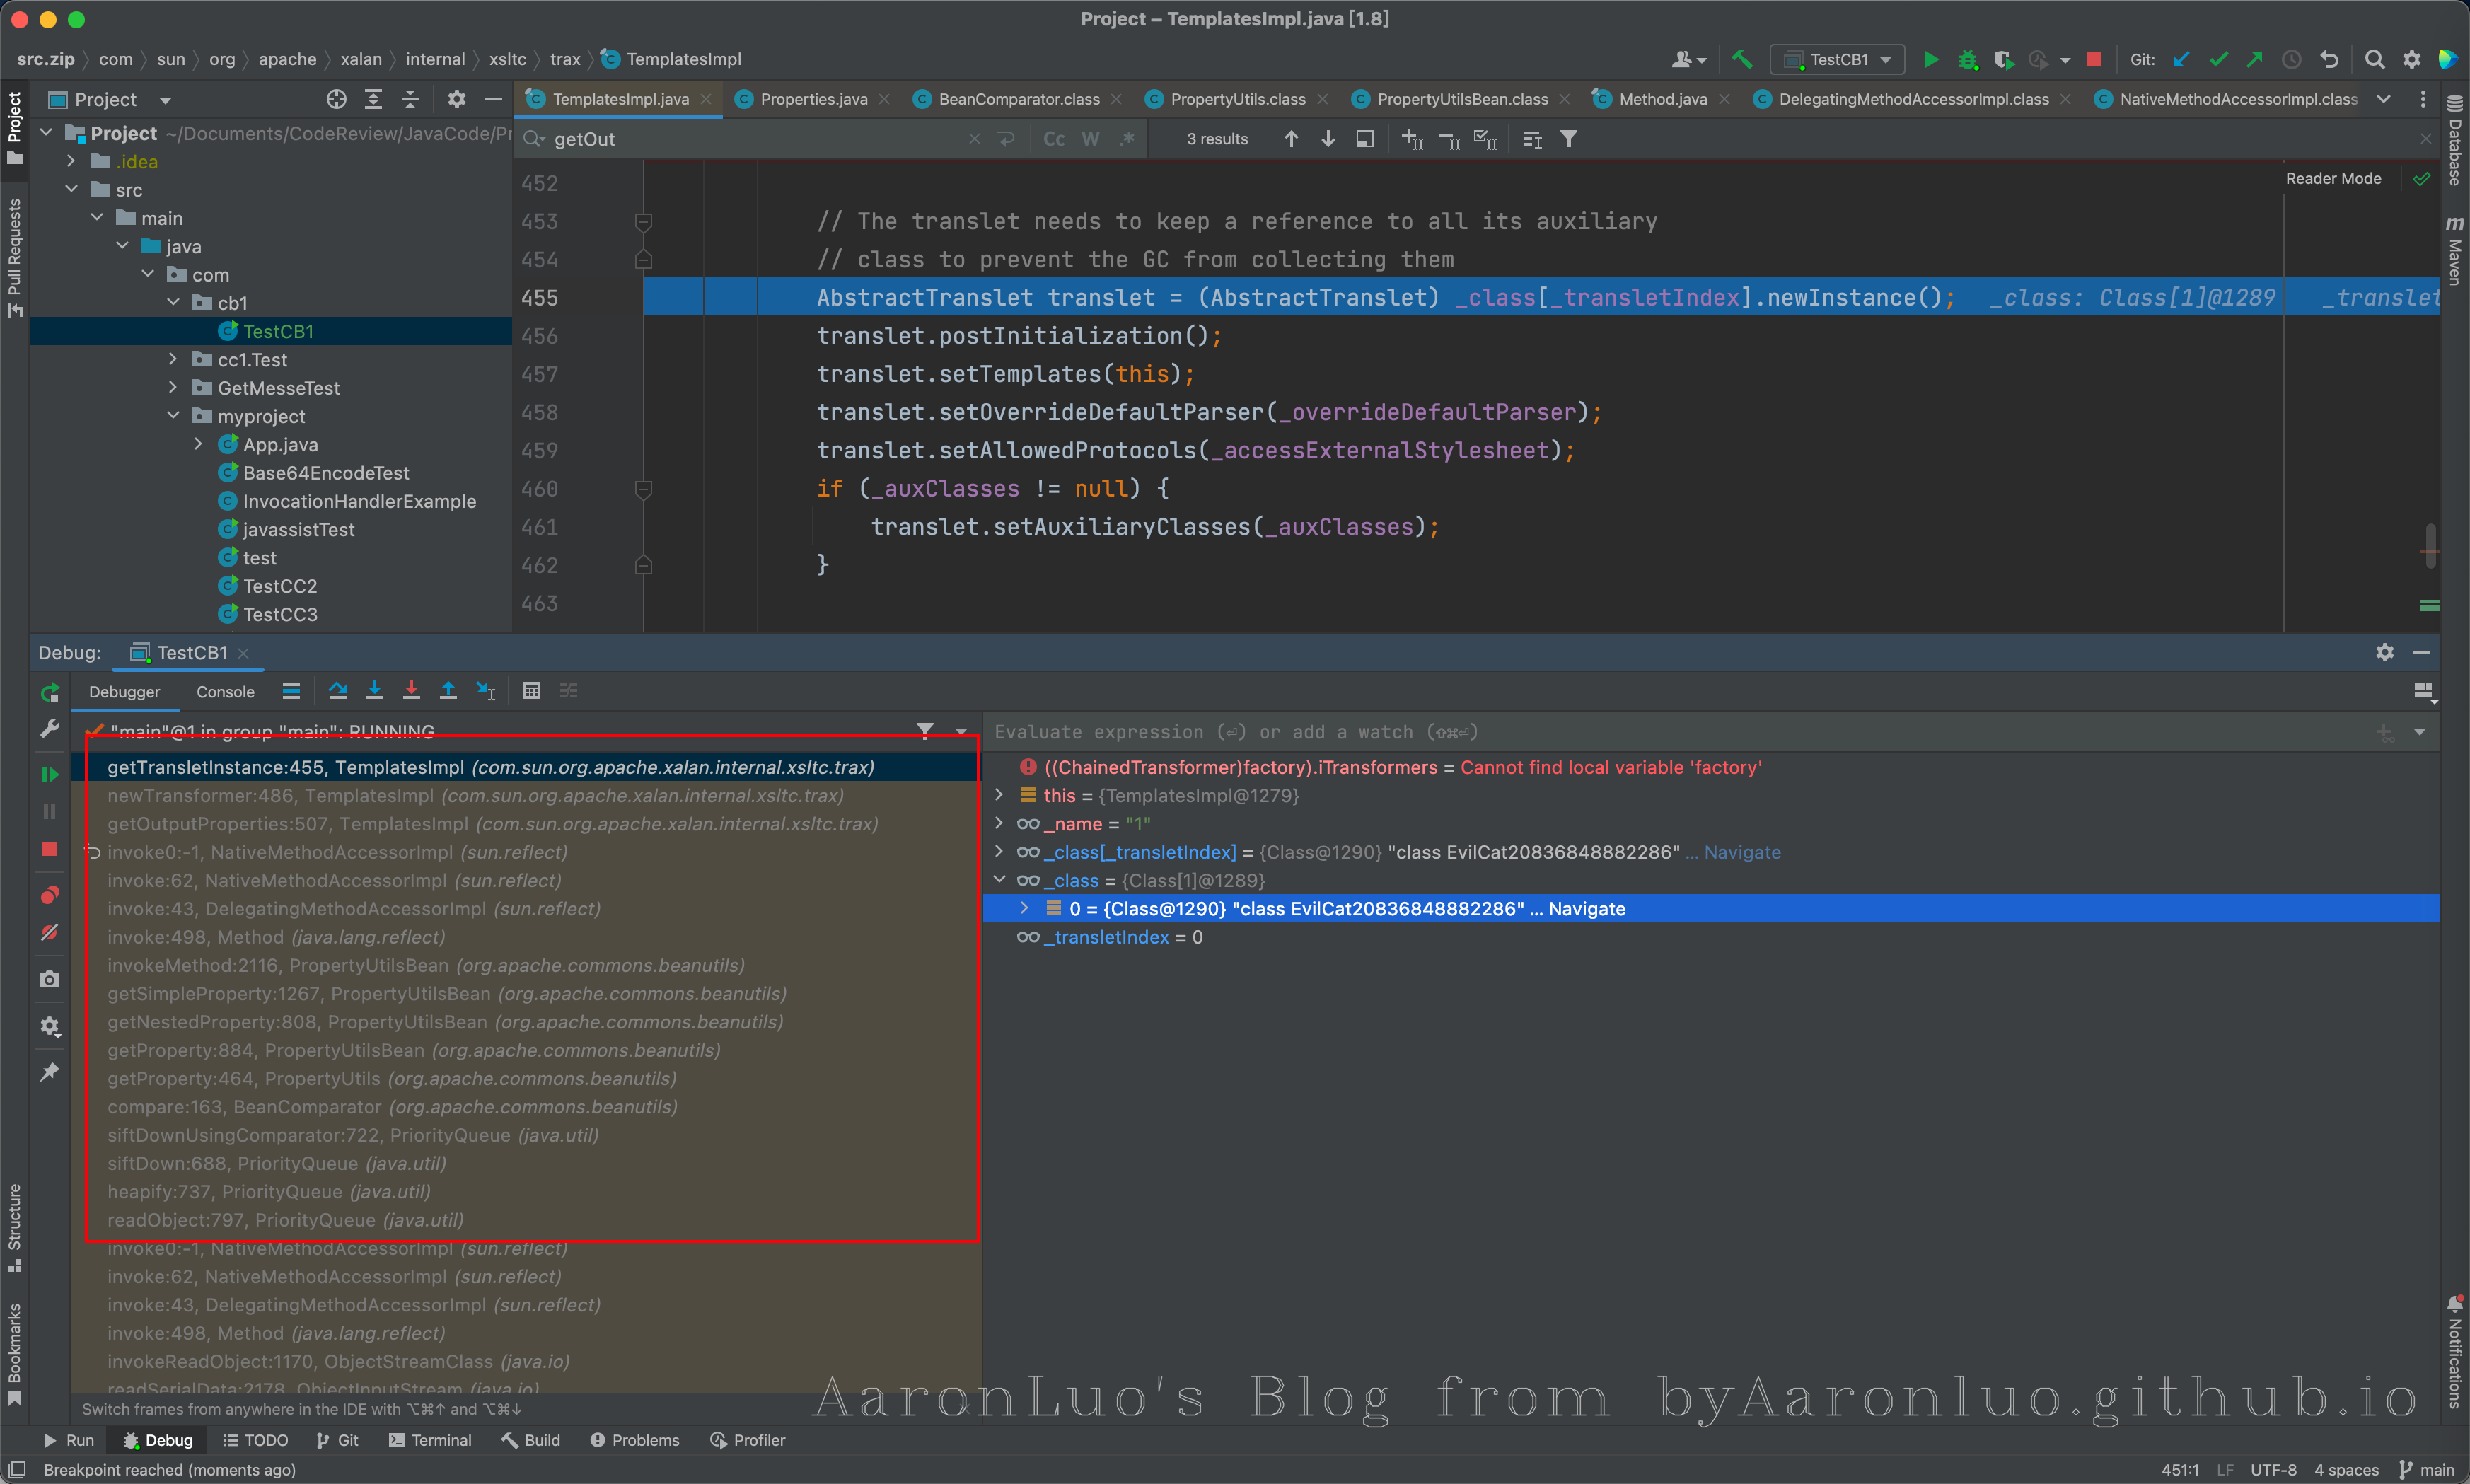 Project – TemplatesImpl.java [1.8]
src.zip com sun org apache xalan internal xsltc trax TemplatesImpl
TestCB1
Git:
Project
TemplatesImpl.java Properties.java BeanComparator.class PropertyUtils.class PropertyUtilsBean.class Method.java DelegatingMethodAccessorImpl.class NativeMethodAccessorImpl.class
Project ~/Documents/CodeReview/JavaCode/Pr
getOut
Cc W .*
3 results
Reader Mode
.idea
src
main
java
com
cb1
TestCB1
cc1.Test
GetMesseTest
myproject
App.java
Base64EncodeTest
InvocationHandlerExample
javassistTest
test
TestCC2
TestCC3
452
453 // The translet needs to keep a reference to all its auxiliary
454 // class to prevent the GC from collecting them
455 AbstractTranslet translet = (AbstractTranslet) _class[_transletIndex].newInstance(); _class: Class[1]@1289 _translet
456 translet.postInitialization();
457 translet.setTemplates(this);
458 translet.setOverrideDefaultParser(_overrideDefaultParser);
459 translet.setAllowedProtocols(_accessExternalStylesheet);
460 if (_auxClasses != null) {
461 translet.setAuxiliaryClasses(_auxClasses);
462 }
463
Project
Pull Requests
Structure
Bookmarks
Database
m Maven
Notifications
Debug: TestCB1
Debugger Console
"main"@1 in group "main": RUNNING
getTransletInstance:455, TemplatesImpl (com.sun.org.apache.xalan.internal.xsltc.trax)
newTransformer:486, TemplatesImpl (com.sun.org.apache.xalan.internal.xsltc.trax)
getOutputProperties:507, TemplatesImpl (com.sun.org.apache.xalan.internal.xsltc.trax)
invoke0:-1, NativeMethodAccessorImpl (sun.reflect)
invoke:62, NativeMethodAccessorImpl (sun.reflect)
invoke:43, DelegatingMethodAccessorImpl (sun.reflect)
invoke:498, Method (java.lang.reflect)
invokeMethod:2116, PropertyUtilsBean (org.apache.commons.beanutils)
getSimpleProperty:1267, PropertyUtilsBean (org.apache.commons.beanutils)
getNestedProperty:808, PropertyUtilsBean (org.apache.commons.beanutils)
getProperty:884, PropertyUtilsBean (org.apache.commons.beanutils)
getProperty:464, PropertyUtils (org.apache.commons.beanutils)
compare:163, BeanComparator (org.apache.commons.beanutils)
siftDownUsingComparator:722, PriorityQueue (java.util)
siftDown:688, PriorityQueue (java.util)
heapify:737, PriorityQueue (java.util)
readObject:797, PriorityQueue (java.util)
invoke0:-1, NativeMethodAccessorImpl (sun.reflect)
invoke:62, NativeMethodAccessorImpl (sun.reflect)
invoke:43, DelegatingMethodAccessorImpl (sun.reflect)
invoke:498, Method (java.lang.reflect)
invokeReadObject:1170, ObjectStreamClass (java.io)
readSerialData:2178, ObjectInputStream (java.io)
Switch frames from anywhere in the IDE with ⌥⌘↑ and ⌥⌘↓
Evaluate expression (⏎) or add a watch (⇧⌘⏎)
((ChainedTransformer)factory).iTransformers = Cannot find local variable 'factory'
this = {TemplatesImpl@1279}
_name = "1"
_class[_transletIndex] = {Class@1290} "class EvilCat20836848882286" ... Navigate
_class = {Class[1]@1289}
0 = {Class@1290} "class EvilCat20836848882286" ... Navigate
_transletIndex = 0
AaronLuo's Blog from byAaronluo.github.io
Run Debug TODO Git Terminal Build Problems Profiler
Breakpoint reached (moments ago)
451:1 LF UTF-8 4 spaces main